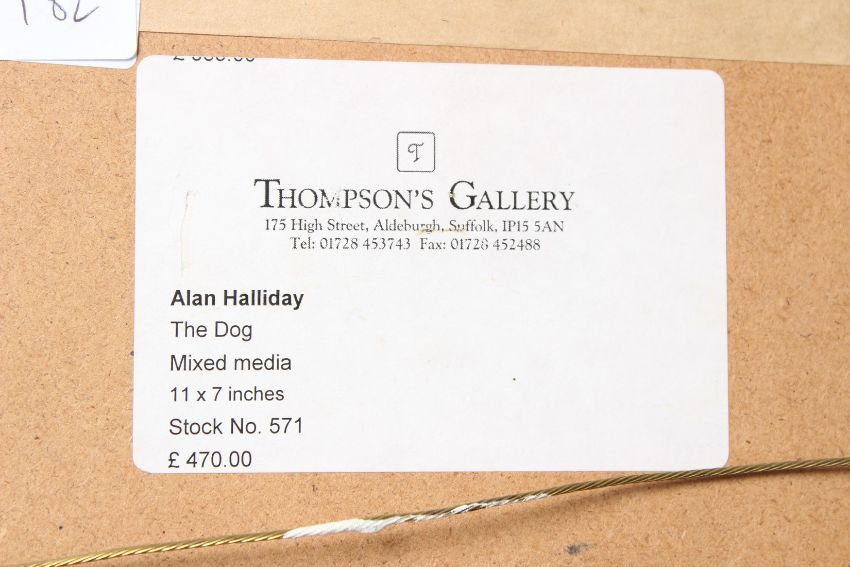 T
THOMPSON'S GALLERY
175 High Street, Aldeburgh, Suffolk, IP15 5AN
Tel: 01728 453743 Fax: 01728 452488
Alan Halliday
The Dog
Mixed media
11 x 7 inches
Stock No. 571
£ 470.00